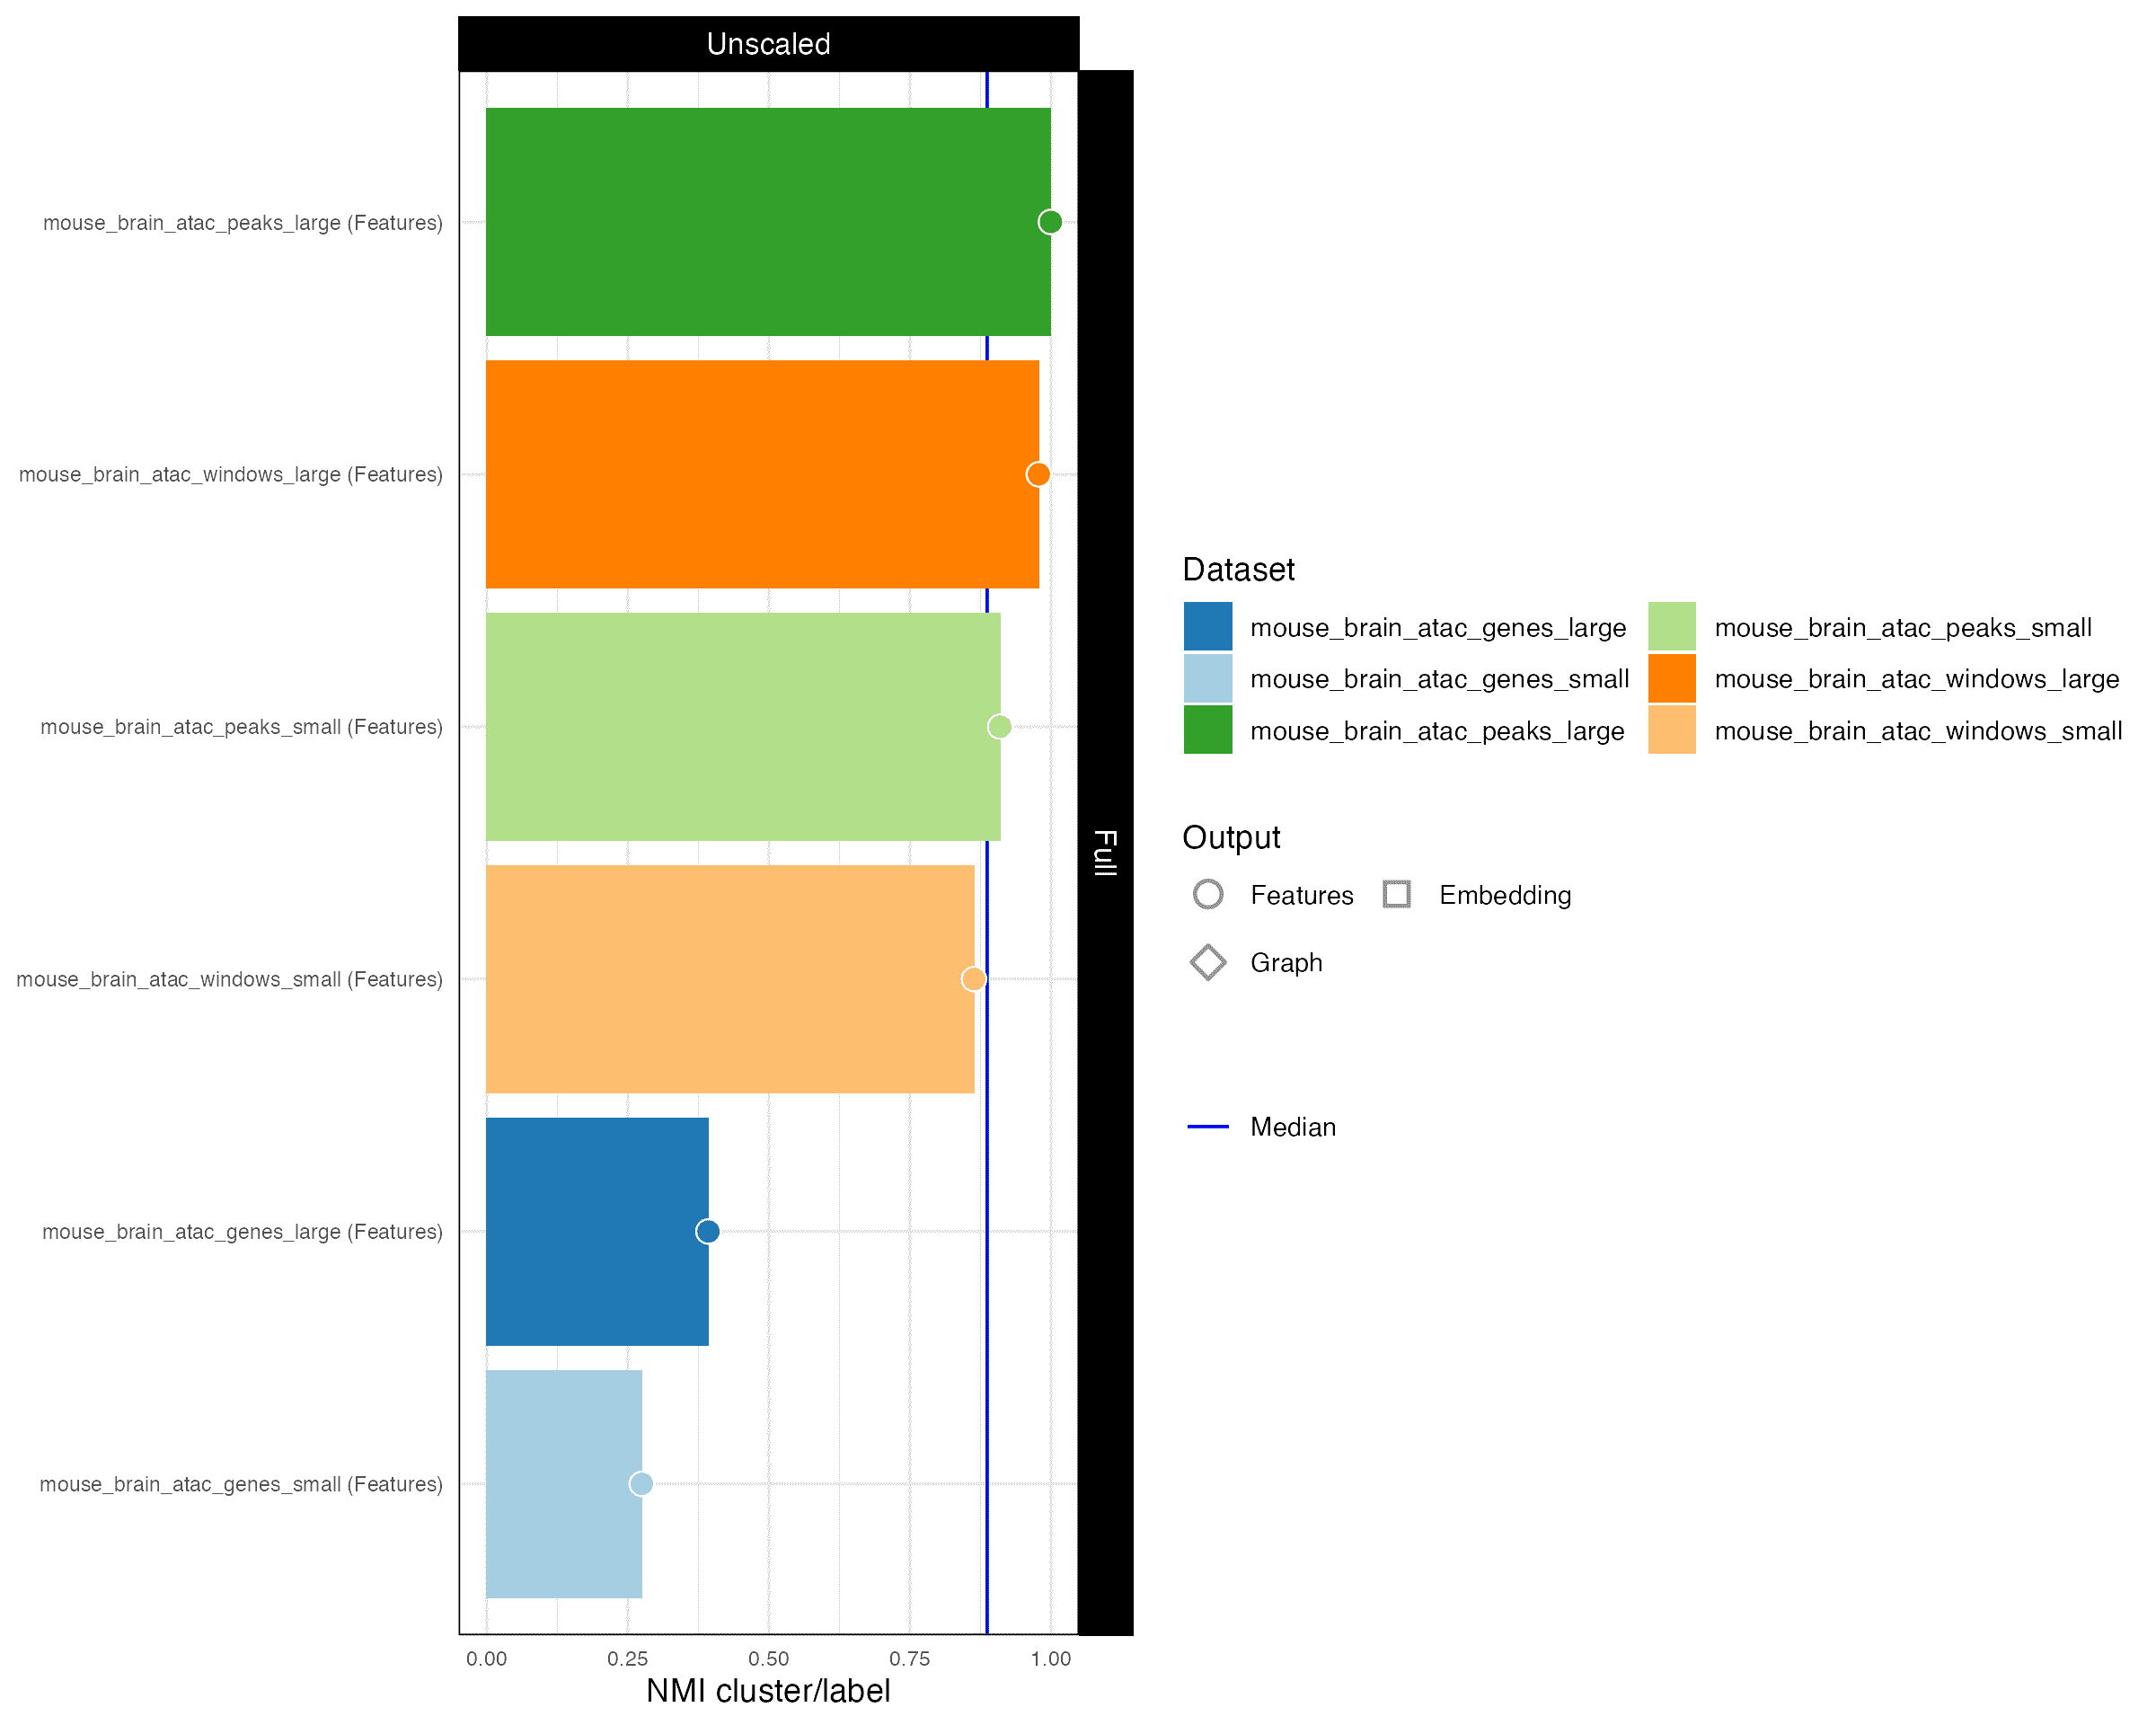 Unscaled
Full
mouse_brain_atac_peaks_large (Features)
mouse_brain_atac_windows_large (Features)
mouse_brain_atac_peaks_small (Features)
mouse_brain_atac_windows_small (Features)
mouse_brain_atac_genes_large (Features)
mouse_brain_atac_genes_small (Features)
0.00 0.25 0.50 0.75 1.00
NMI cluster/label
Dataset
mouse_brain_atac_genes_large mouse_brain_atac_peaks_small
mouse_brain_atac_genes_small mouse_brain_atac_windows_large
mouse_brain_atac_peaks_large mouse_brain_atac_windows_small
Output
Features Embedding
Graph
Median